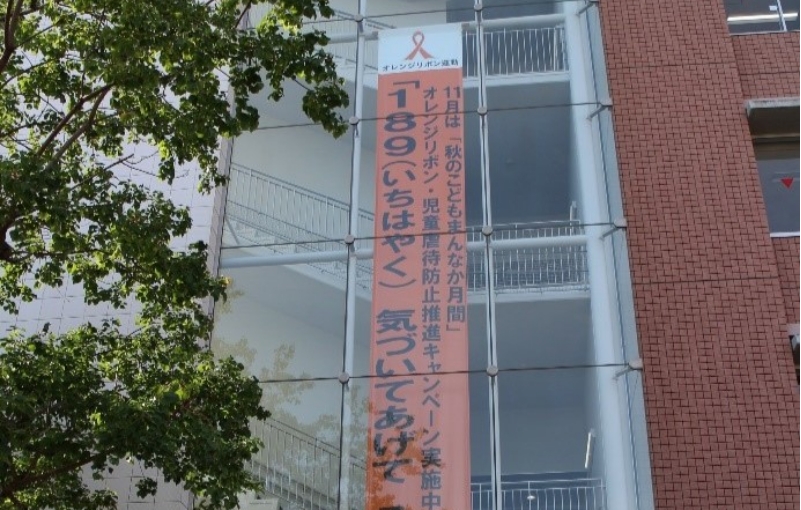 オレンジリボン運動
11月は「秋のこどもまんなか月間」
オレンジリボン・児童虐待防止推進キャンペーン実施中
「189(いちはやく) 気づいてあげて